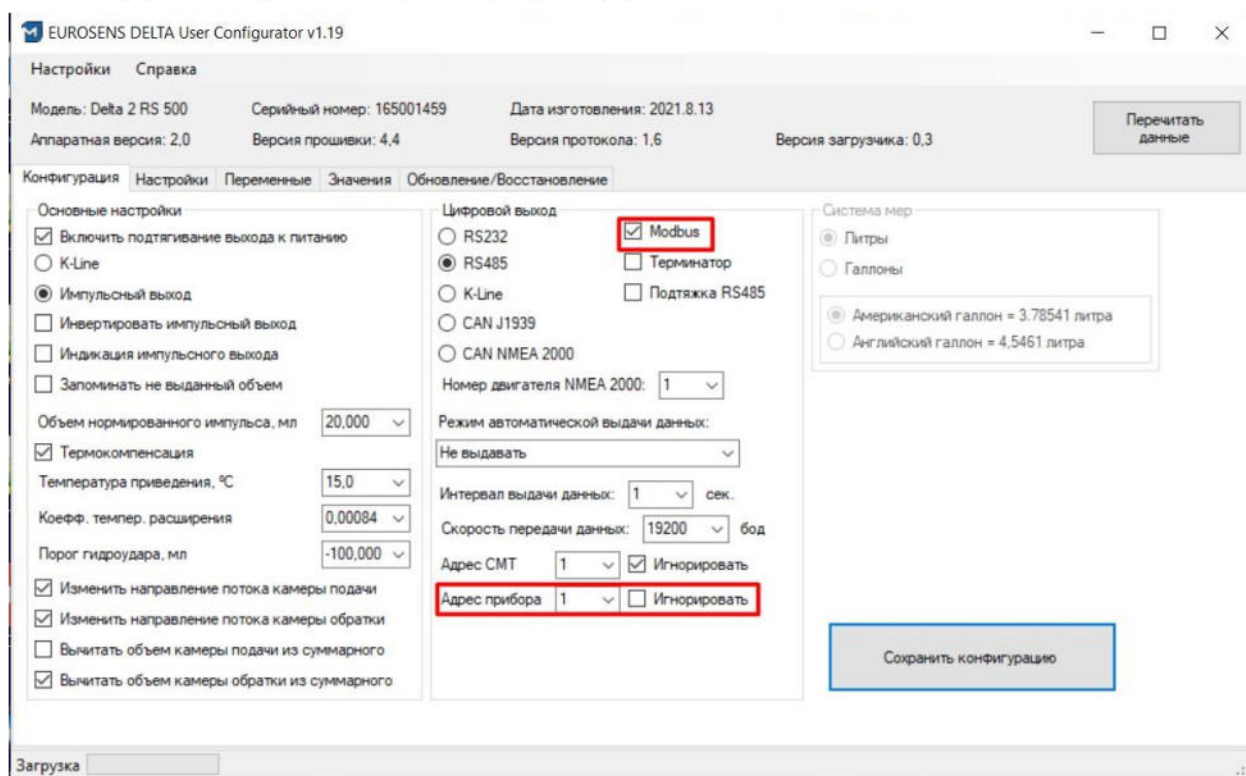 EUROSENS DELTA User Configurator v1.19
Настройки Справка
Модель: Delta 2 RS 500 Серийный номер: 165001459 Дата изготовления: 2021.8.13
Аппаратная версия: 2,0 Версия прошивки: 4,4 Версия протокола: 1,6 Версия загрузчика: 0,3
Перечитать
данные
Конфигурация Настройки Переменные Значения Обновление/Восстановление
Основные настройки
Включить подтягивание выхода к питанию
K-Line
Импульсный выход
Инвертировать импульсный выход
Индикация импульсного выхода
Запоминать не выданный объем
Объем нормированного импульса, мл 20,000
Термокомпенсация
Температура приведения, ºС 15,0
Коефф. темпер. расширения 0,00084
Порог гидроудара, мл -100,000
Изменить направление потока камеры подачи
Изменить направление потока камеры обратки
Вычитать объем камеры подачи из суммарного
Вычитать объем камеры обратки из суммарного
Цифровой выход
RS232 Modbus
RS485 Терминатор
K-Line Подтяжка RS485
CAN J1939
CAN NMEA 2000
Номер двигателя NMEA 2000: 1
Режим автоматической выдачи данных:
Не выдавать
Интервал выдачи данных: 1 сек.
Скорость передачи данных: 19200 бод
Адрес СМТ 1 Игнорировать
Адрес прибора 1 Игнорировать
Система мер
Литры
Галлоны
Американский галлон = 3.78541 литра
Английский галлон = 4,5461 литра
Сохранить конфигурацию
Загрузка